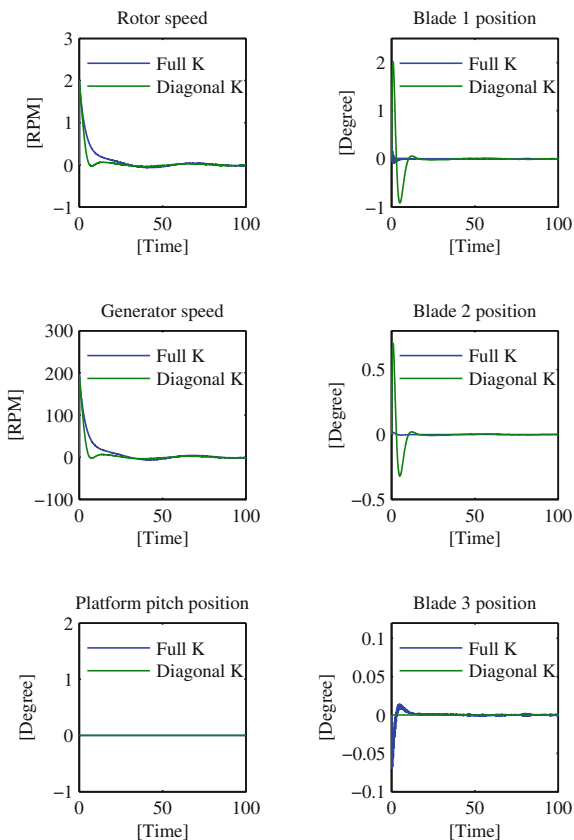 Rotor speed
3
2
1
0
−1
[RPM]
Full K
Diagonal K
0
50
100
[Time]
Blade 1 position
2
1
0
−1
[Degree]
Full K
Diagonal K
0
50
100
[Time]
Generator speed
300
200
100
0
−100
[RPM]
Full K
Diagonal K
0
50
100
[Time]
Blade 2 position
0.5
0
−0.5
[Degree]
Full K
Diagonal K
0
50
100
[Time]
Platform pitch position
2
1
0
−1
[Degree]
Full K
Diagonal K
0
50
100
[Time]
Blade 3 position
0.1
0.05
0
−0.05
−0.1
[Degree]
Full K
Diagonal K
0
50
100
[Time]